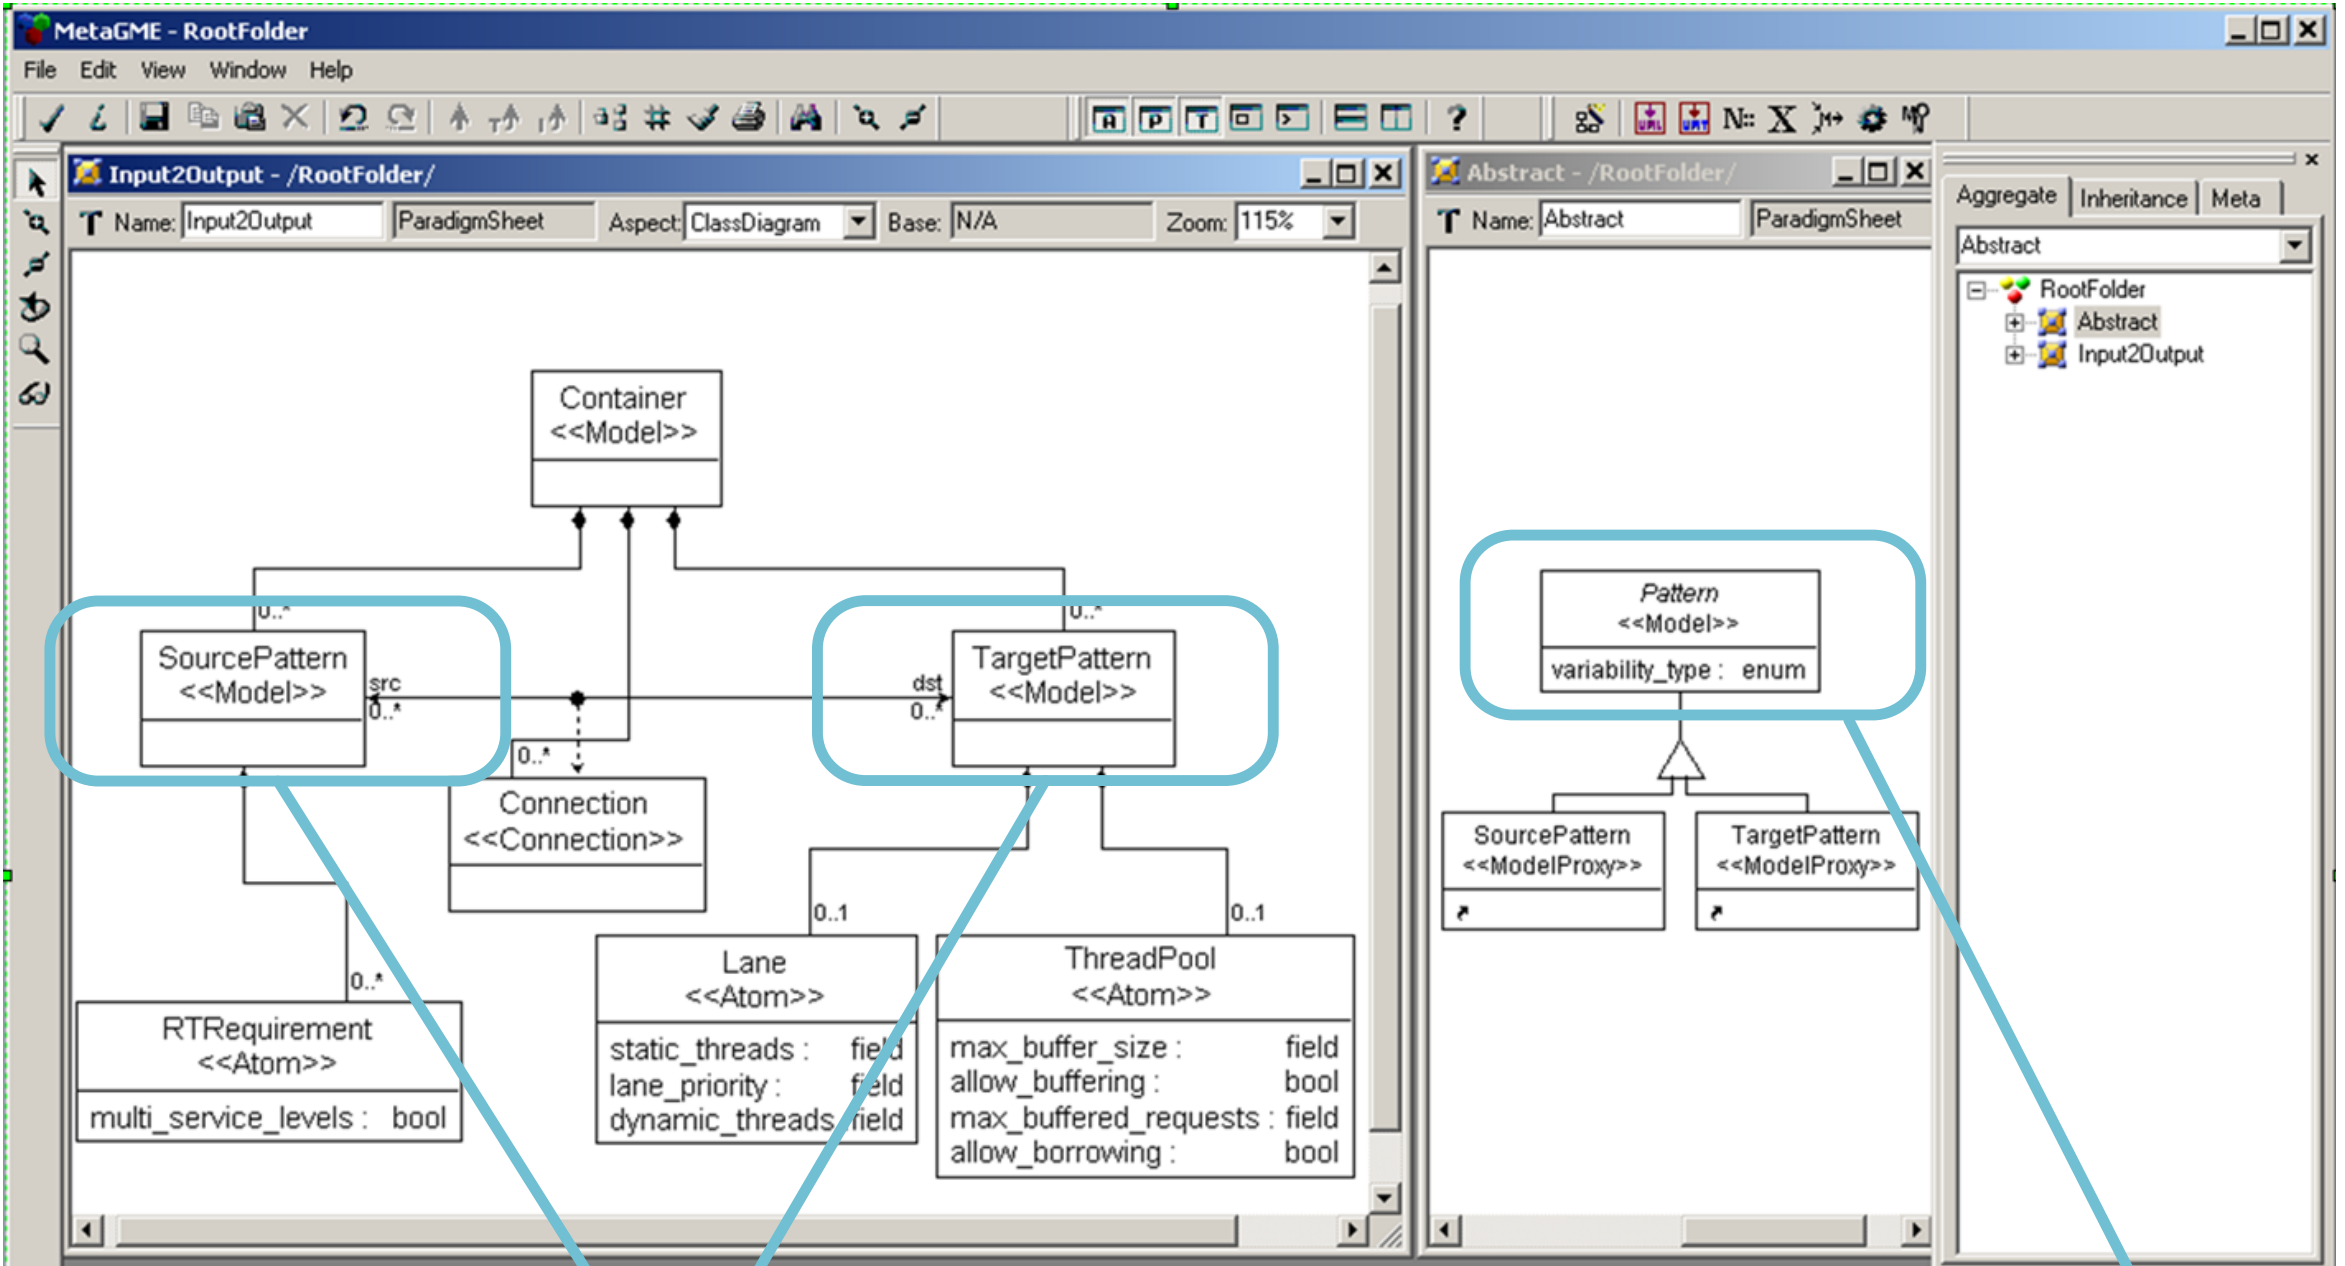 MetaGME - RootFolder
File Edit View Window Help
Input2Output - /RootFolder/
Name: Input2Output ParadigmSheet Aspect: ClassDiagram Base: N/A Zoom: 115%
Container
<<Model>>
0..*
0..*
SourcePattern
<<Model>>
src
0..*
dst
0..*
TargetPattern
<<Model>>
0..*
Connection
<<Connection>>
0..1
0..1
0..*
RTRequirement
<<Atom>>
multi_service_levels : bool
Lane
<<Atom>>
static_threads : field
lane_priority : field
dynamic_threads field
ThreadPool
<<Atom>>
max_buffer_size : field
allow_buffering : bool
max_buffered_requests : field
allow_borrowing : bool
Abstract - /RootFolder/
Name: Abstract ParadigmSheet
Pattern
<<Model>>
variability_type : enum
SourcePattern
<<ModelProxy>>
TargetPattern
<<ModelProxy>>
Aggregate Inheritance Meta
Abstract
RootFolder
Abstract
Input2Output